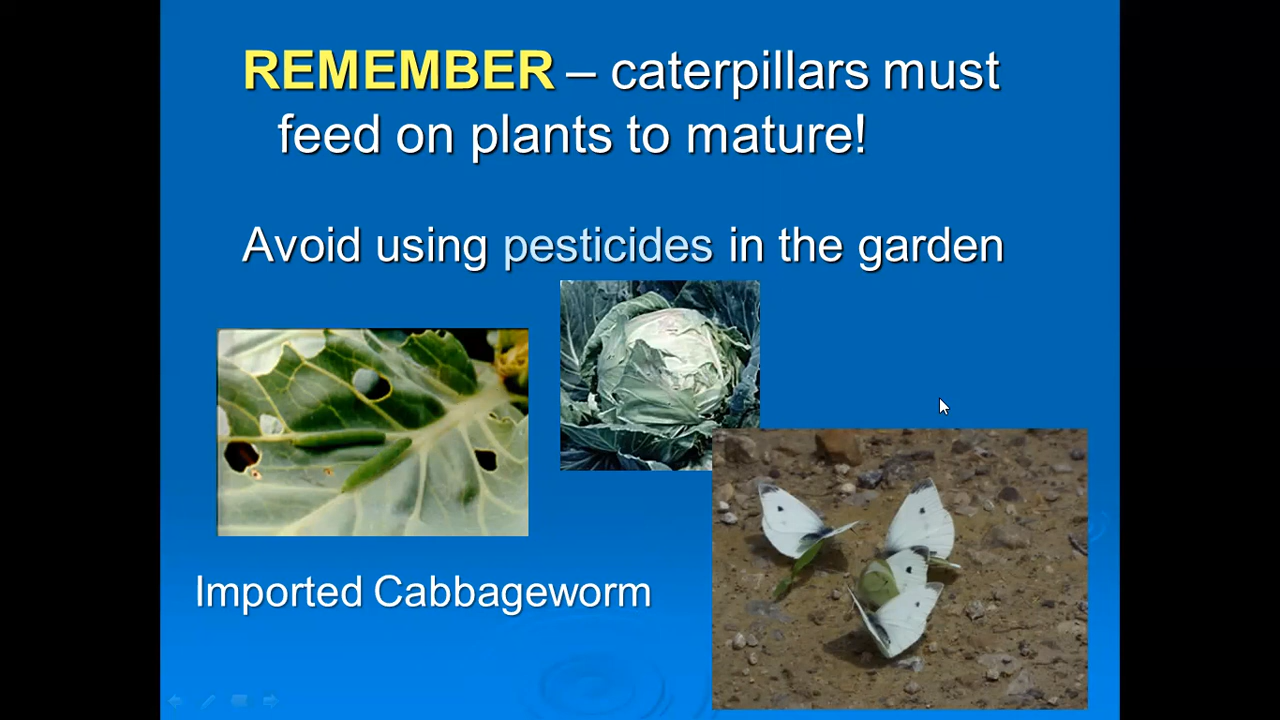 REMEMBER – caterpillars must
feed on plants to mature!
Avoid using pesticides in the garden
Imported Cabbageworm